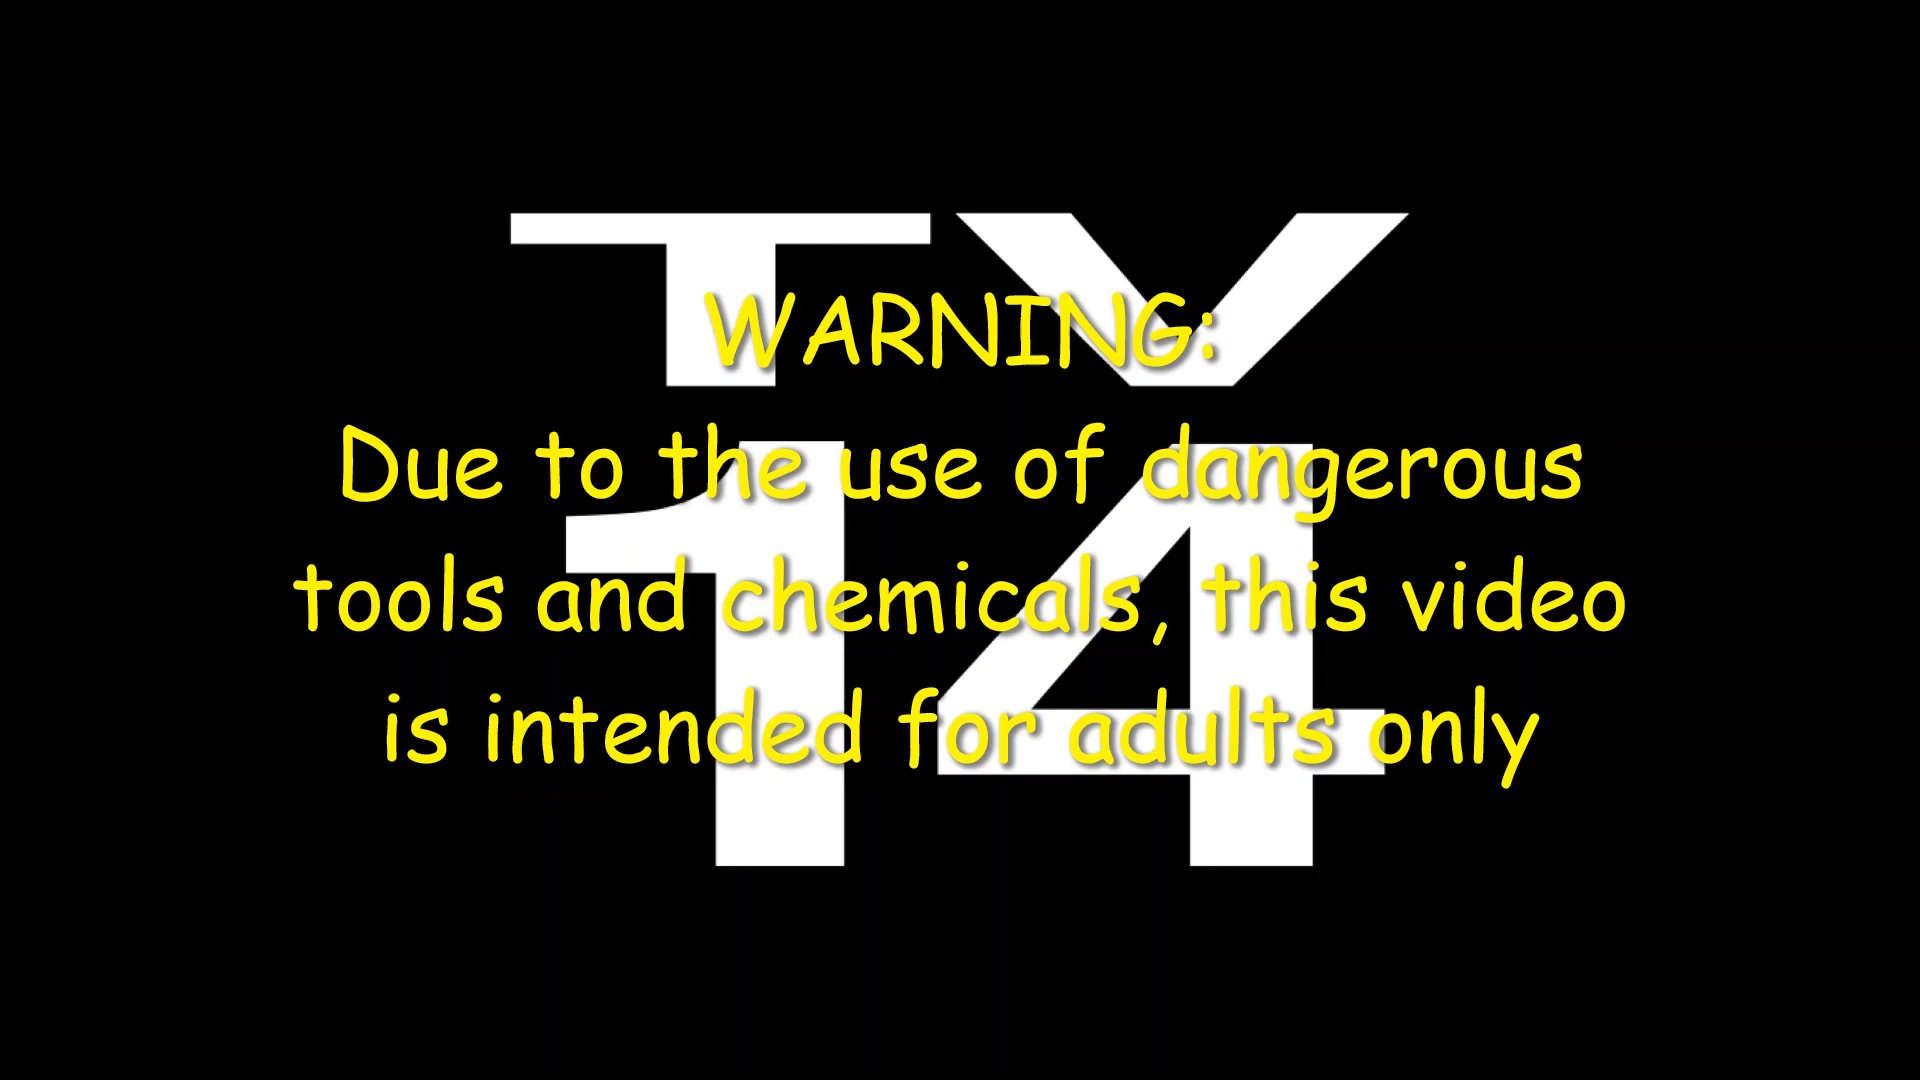 TV
14
WARNING:
Due to the use of dangerous
tools and chemicals, this video
is intended for adults only